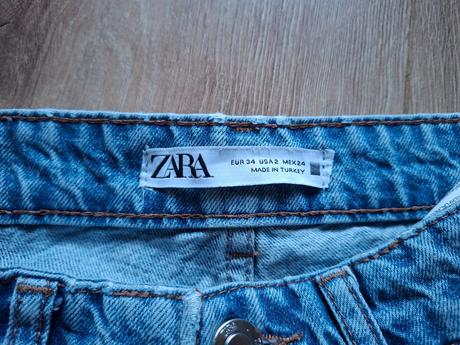 ZARA
EUR 34 USA 2 MEX 24
MADE IN TURKEY